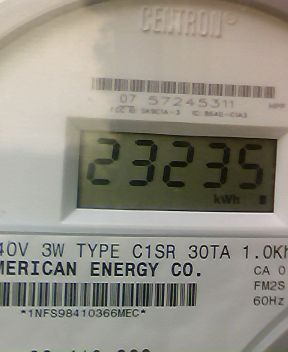 CENTRON
07 57245311
23235
kWh
40V 3W TYPE C1SR 30TA 1.0Kh
MERICAN ENERGY CO.
CA 0
FM2S
60Hz
*1NFS98410366MEC*